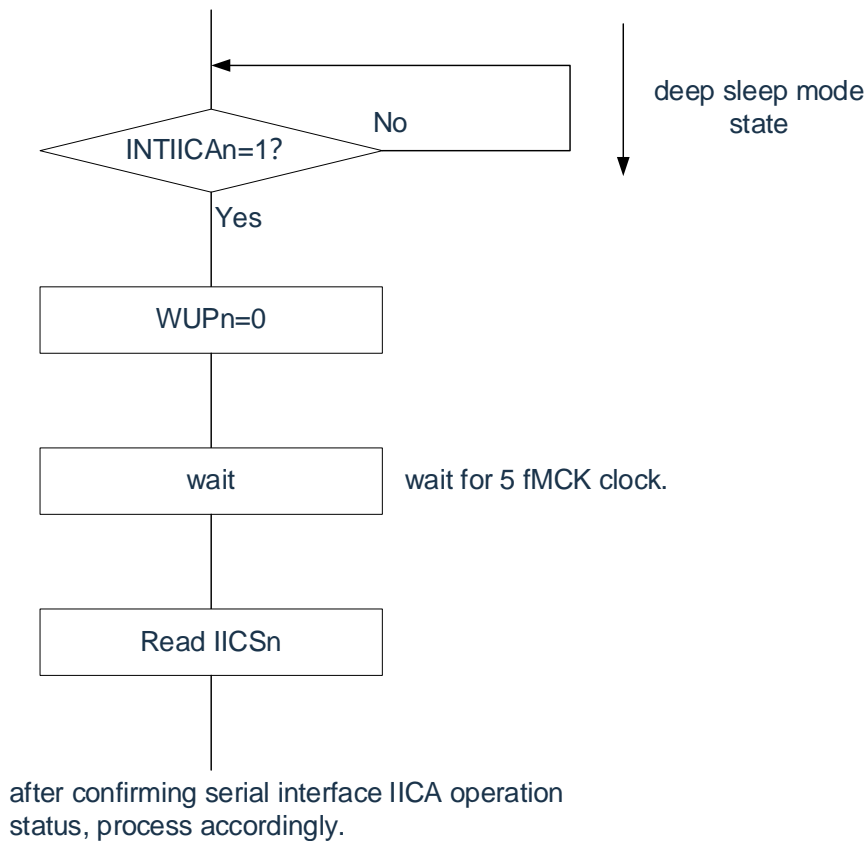 deep sleep mode
state
No
INTIICAn=1?
Yes
WUPn=0
wait
wait for 5 fMCK clock.
Read IICSn
after confirming serial interface IICA operation
status, process accordingly.